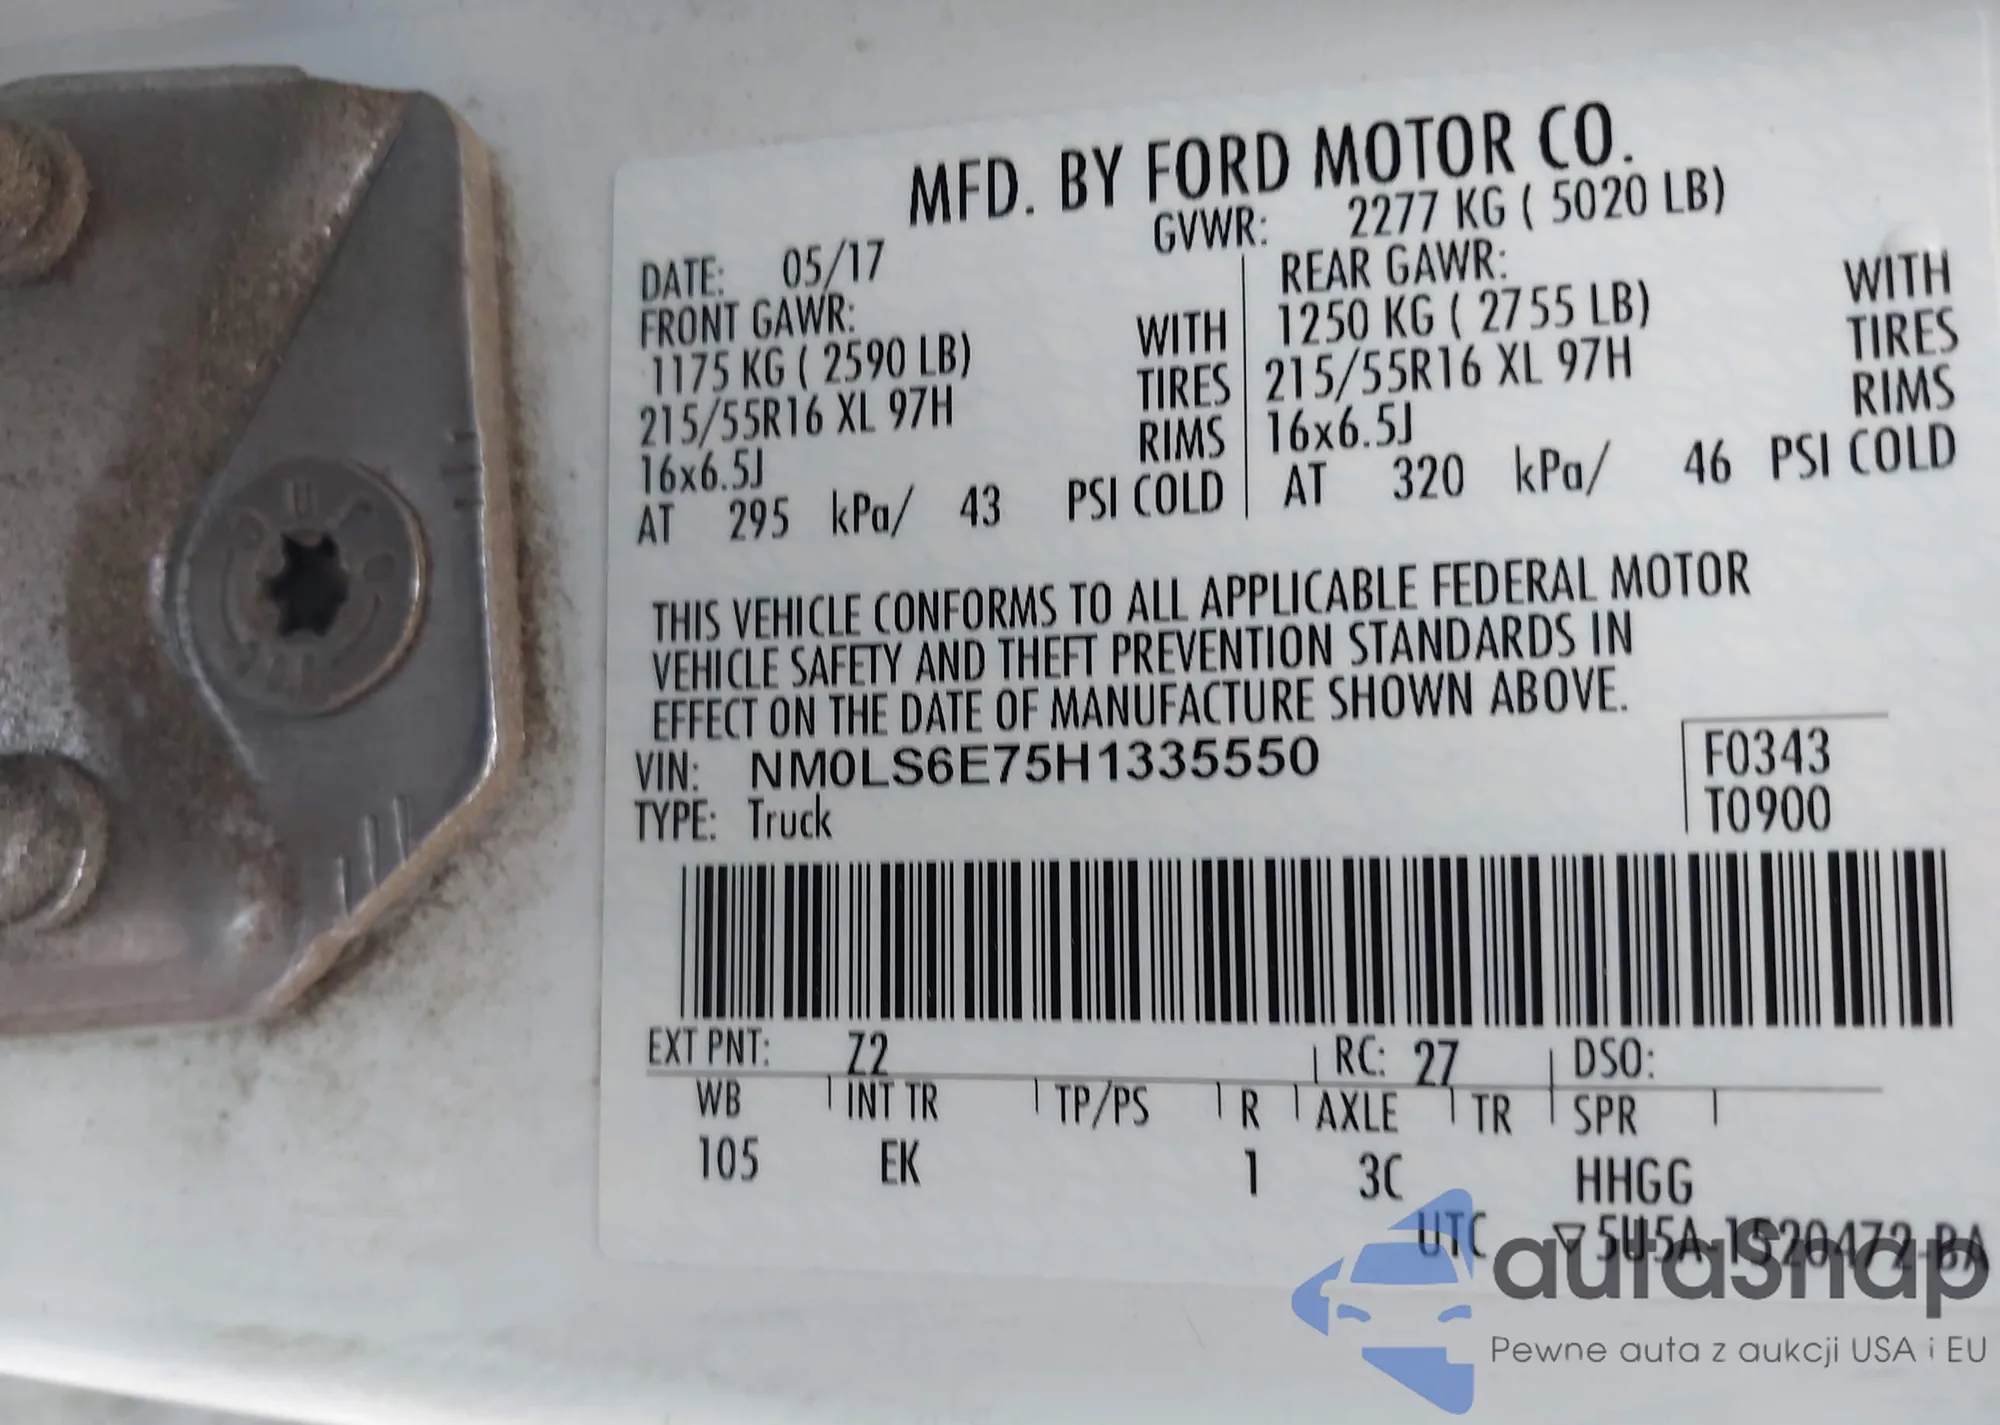 MFD. BY FORD MOTOR CO.
DATE: 05/17 GVWR: 2277 KG ( 5020 LB)
FRONT GAWR: REAR GAWR:
1175 KG ( 2590 LB) WITH 1250 KG ( 2755 LB) WITH
215/55R16 XL 97H TIRES 215/55R16 XL 97H TIRES
16x6.5J RIMS 16x6.5J RIMS
AT 295 kPa/ 43 PSI COLD AT 320 kPa/ 46 PSI COLD
THIS VEHICLE CONFORMS TO ALL APPLICABLE FEDERAL MOTOR
VEHICLE SAFETY AND THEFT PREVENTION STANDARDS IN
EFFECT ON THE DATE OF MANUFACTURE SHOWN ABOVE.
VIN: NM0LS6E75H1335550 F0343
TYPE: Truck T0900
EXT PNT: Z2 RC: 27 DSO:
WB INT TR TP/PS R AXLE TR SPR
105 EK 1 3C HHGG
UTC ▽5U5A-1520472-BA
autasnap
Pewne auta z aukcji USA i EU